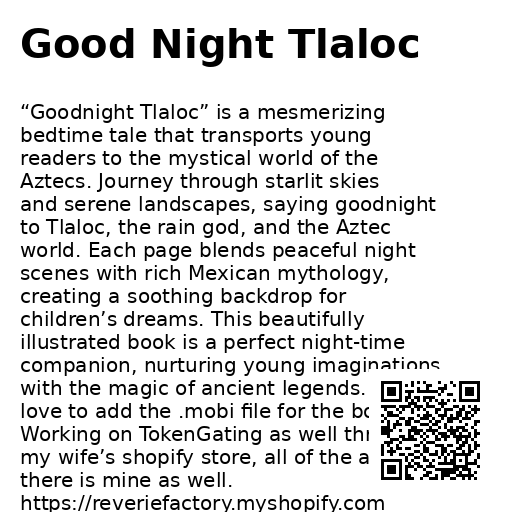 Good Night Tlaloc
“Goodnight Tlaloc” is a mesmerizing
bedtime tale that transports young
readers to the mystical world of the
Aztecs. Journey through starlit skies
and serene landscapes, saying goodnight
to Tlaloc, the rain god, and the Aztec
world. Each page blends peaceful night
scenes with rich Mexican mythology,
creating a soothing backdrop for
children’s dreams. This beautifully
illustrated book is a perfect night-time
companion, nurturing young imaginations
with the magic of ancient legends.
love to add the .mobi file for the
Working on TokenGating as well
my wife’s shopify store, all of the
there is mine as well.
https://reveriefactory.myshopify.com